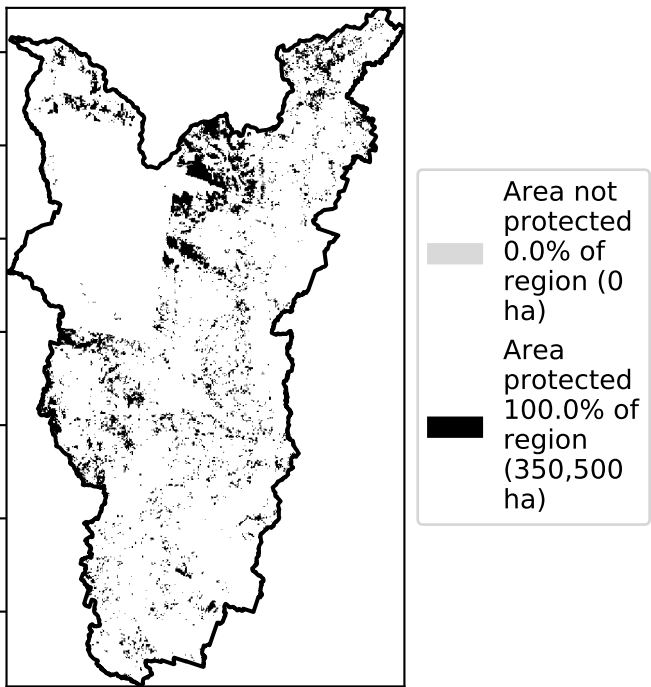 Area not
protected
0.0% of
region (0
ha)
Area
protected
100.0% of
region
(350,500
ha)